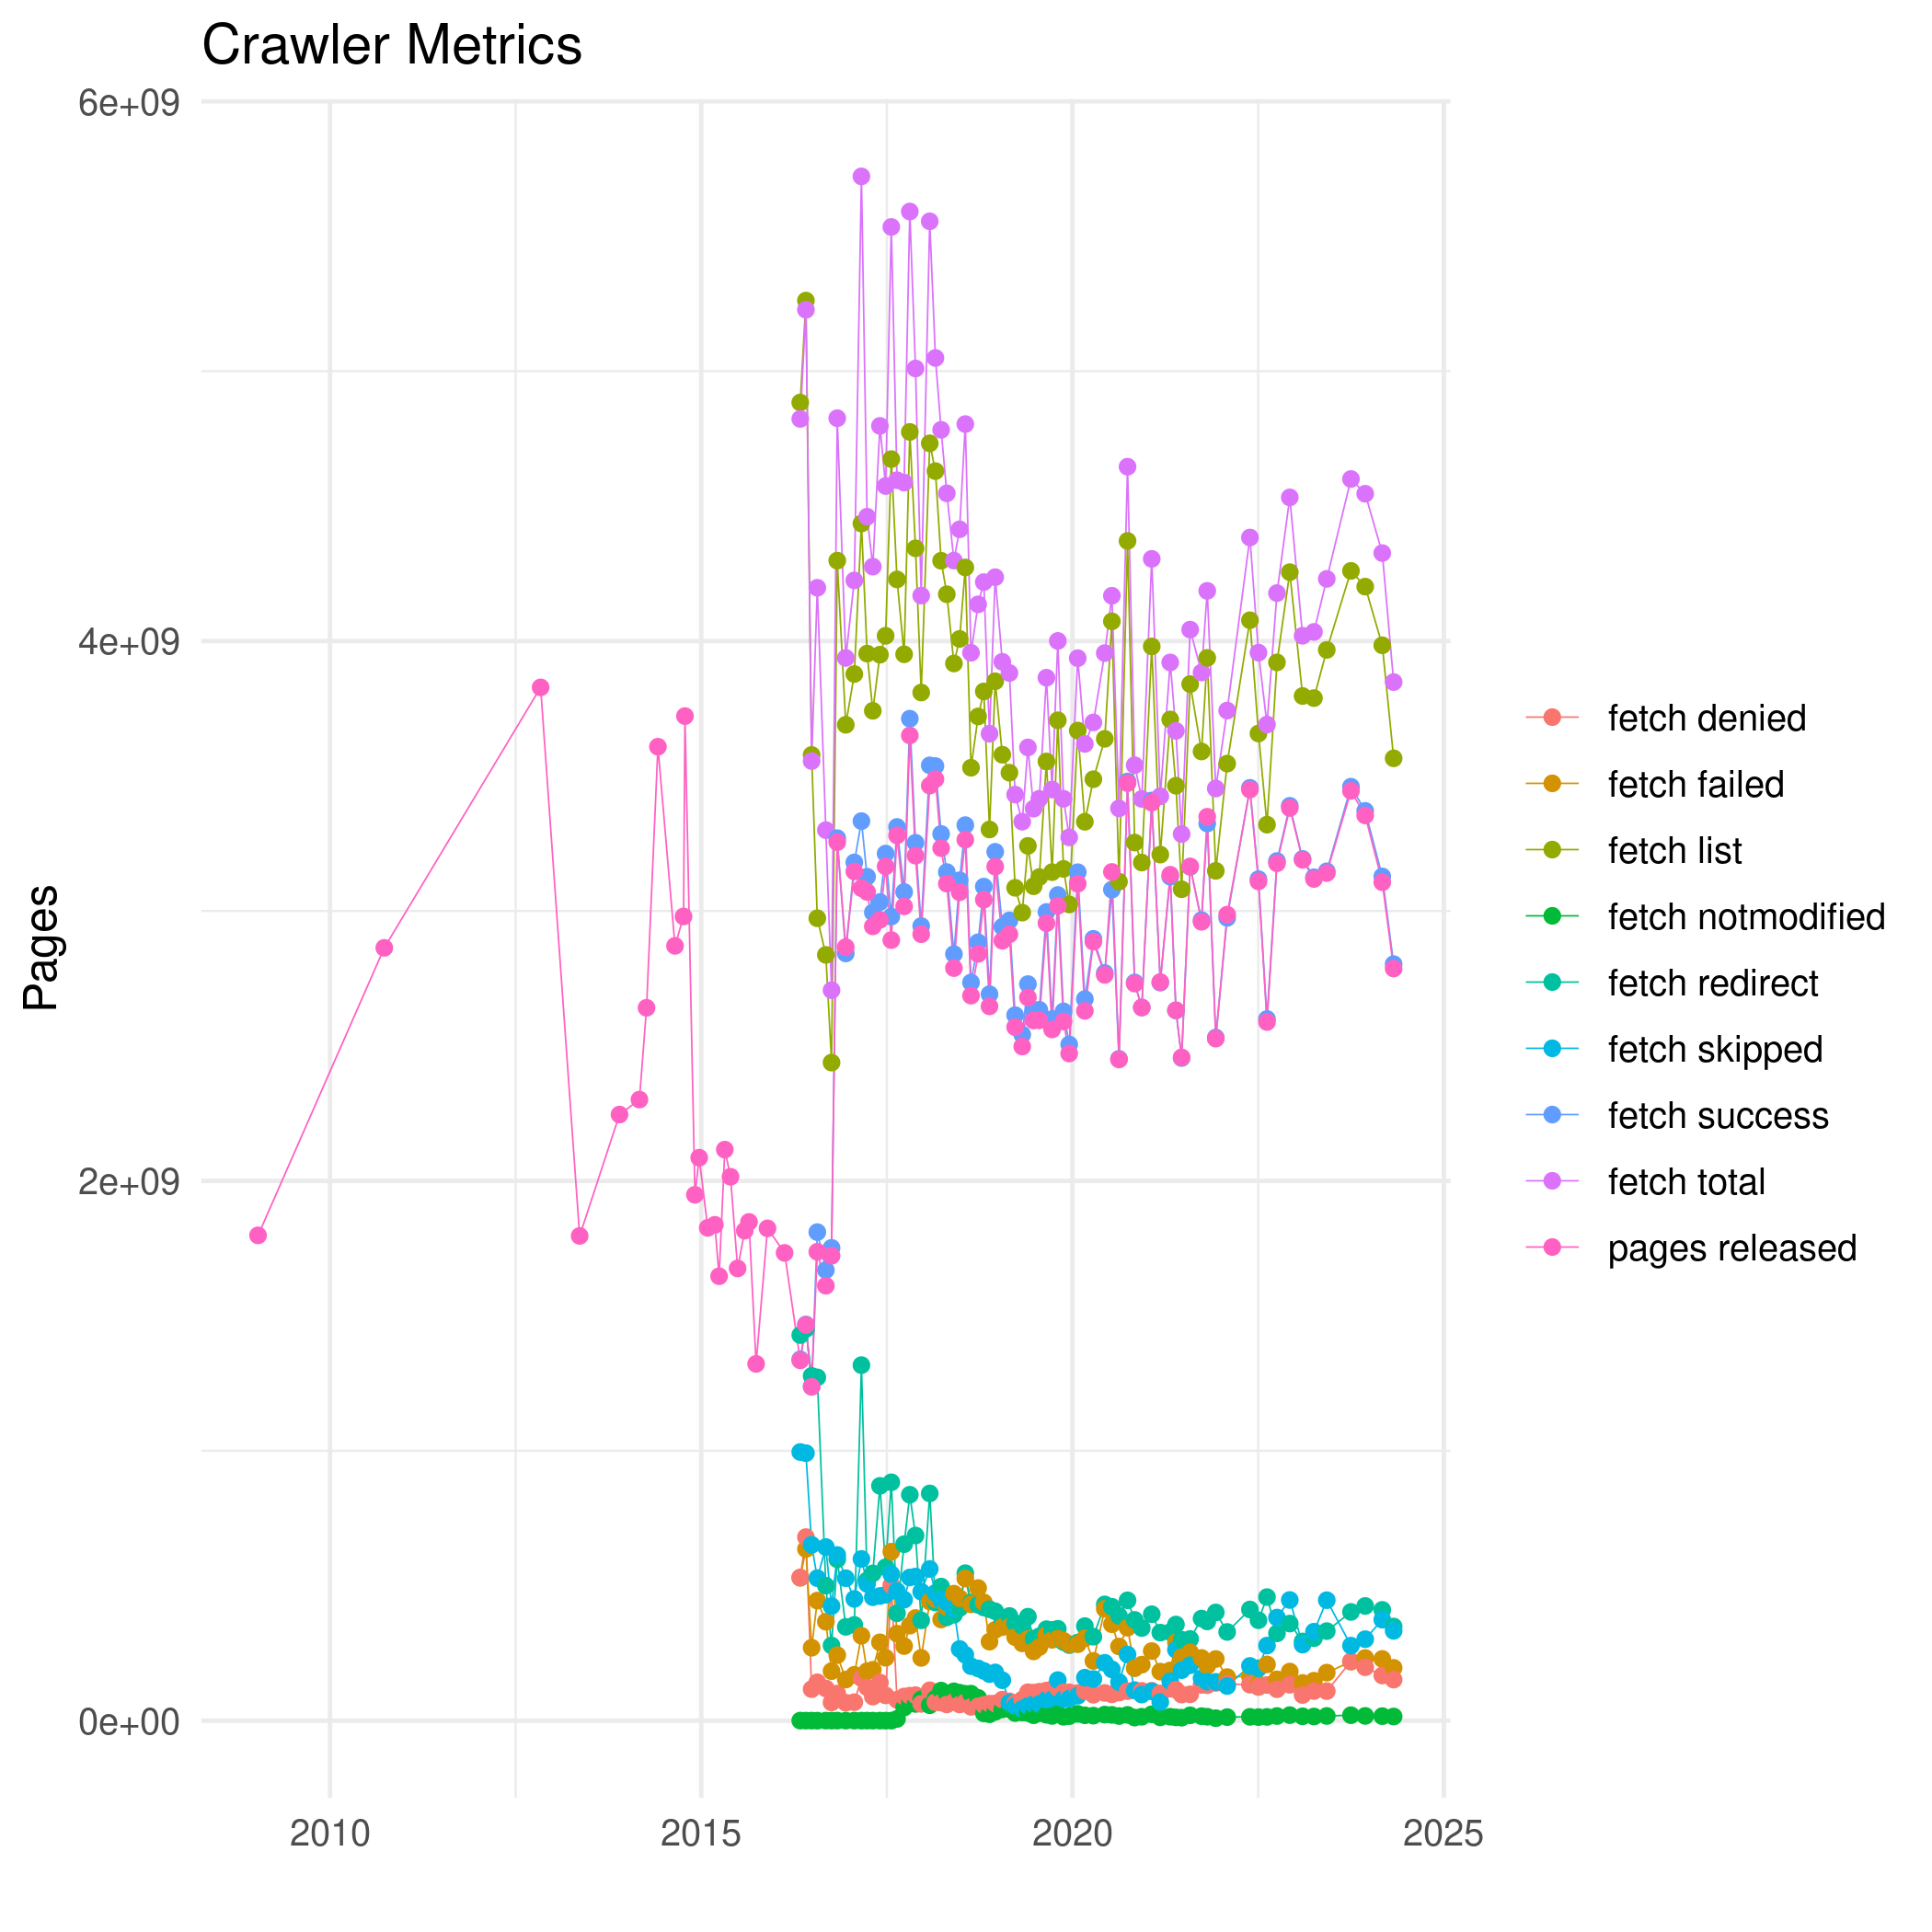 Crawler Metrics
6e+09
4e+09
2e+09
0e+00
Pages
2010
2015
2020
2025
fetch denied
fetch failed
fetch list
fetch notmodified
fetch redirect
fetch skipped
fetch success
fetch total
pages released